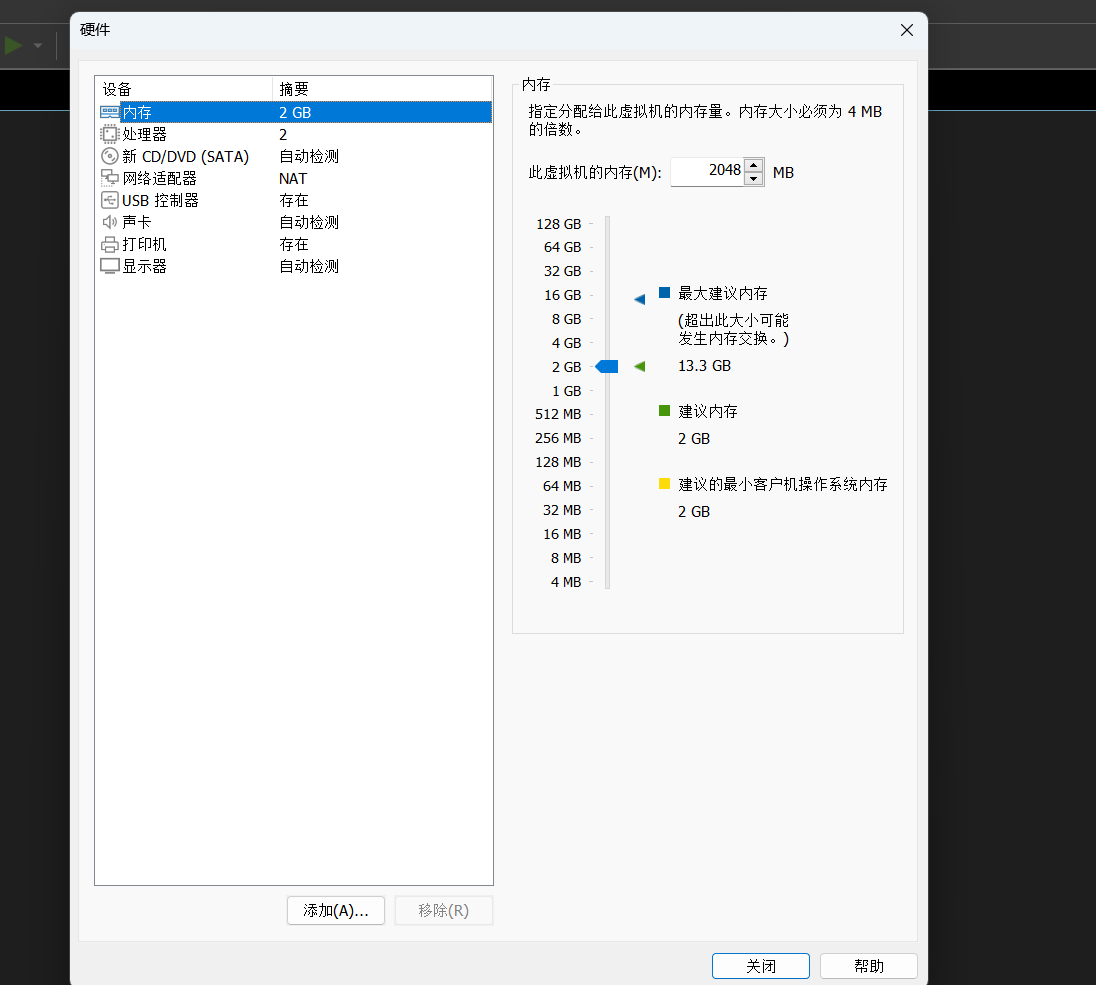 硬件
设备 摘要
内存 2 GB
处理器 2
新 CD/DVD (SATA) 自动检测
网络适配器 NAT
USB 控制器 存在
声卡 自动检测
打印机 存在
显示器 自动检测
添加(A)... 移除(R)
内存
指定分配给此虚拟机的内存量。内存大小必须为 4 MB
的倍数。
此虚拟机的内存(M): 2048 MB
128 GB
64 GB
32 GB
16 GB
8 GB
4 GB
2 GB
1 GB
512 MB
256 MB
128 MB
64 MB
32 MB
16 MB
8 MB
4 MB
最大建议内存
(超出此大小可能
发生内存交换。)
13.3 GB
建议内存
2 GB
建议的最小客户机操作系统内存
2 GB
关闭 帮助